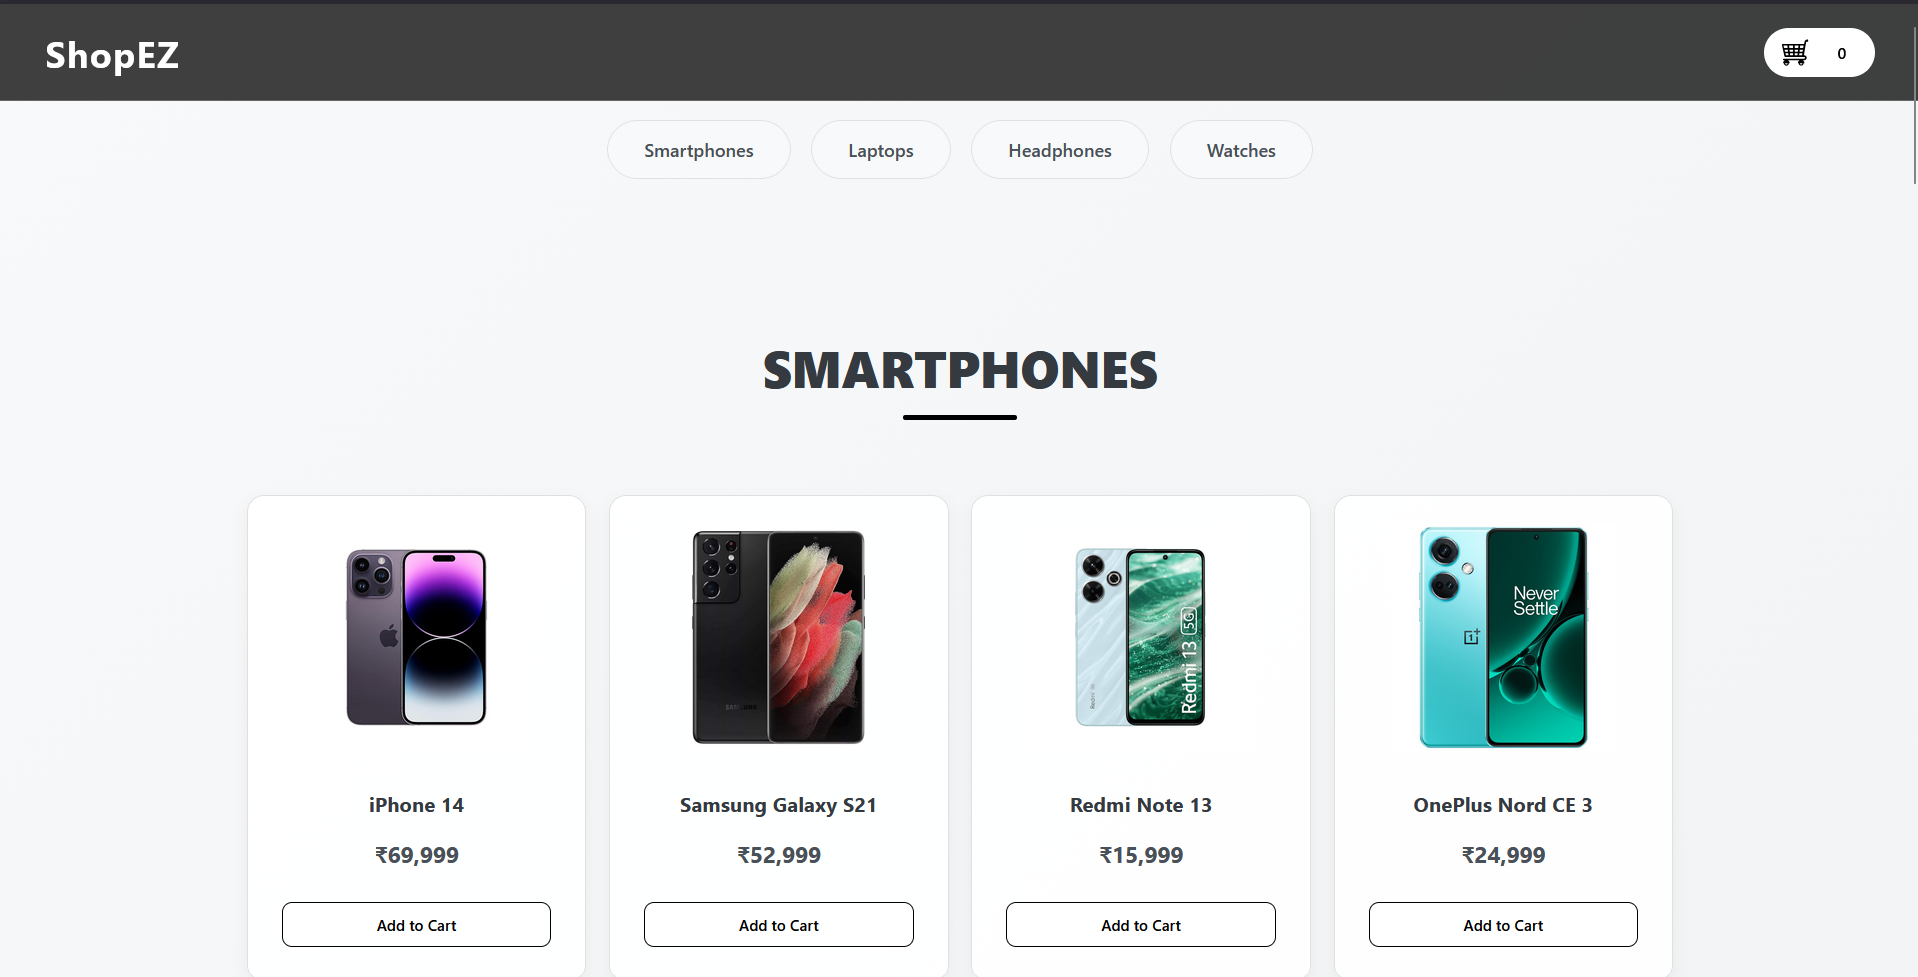 ShopEZ
0
Smartphones Laptops Headphones Watches
SMARTPHONES
Never
Settle
Redmi 13 5G
SAMSUNG
iPhone 14 Samsung Galaxy S21 Redmi Note 13 OnePlus Nord CE 3
₹69,999 ₹52,999 ₹15,999 ₹24,999
Add to Cart Add to Cart Add to Cart Add to Cart